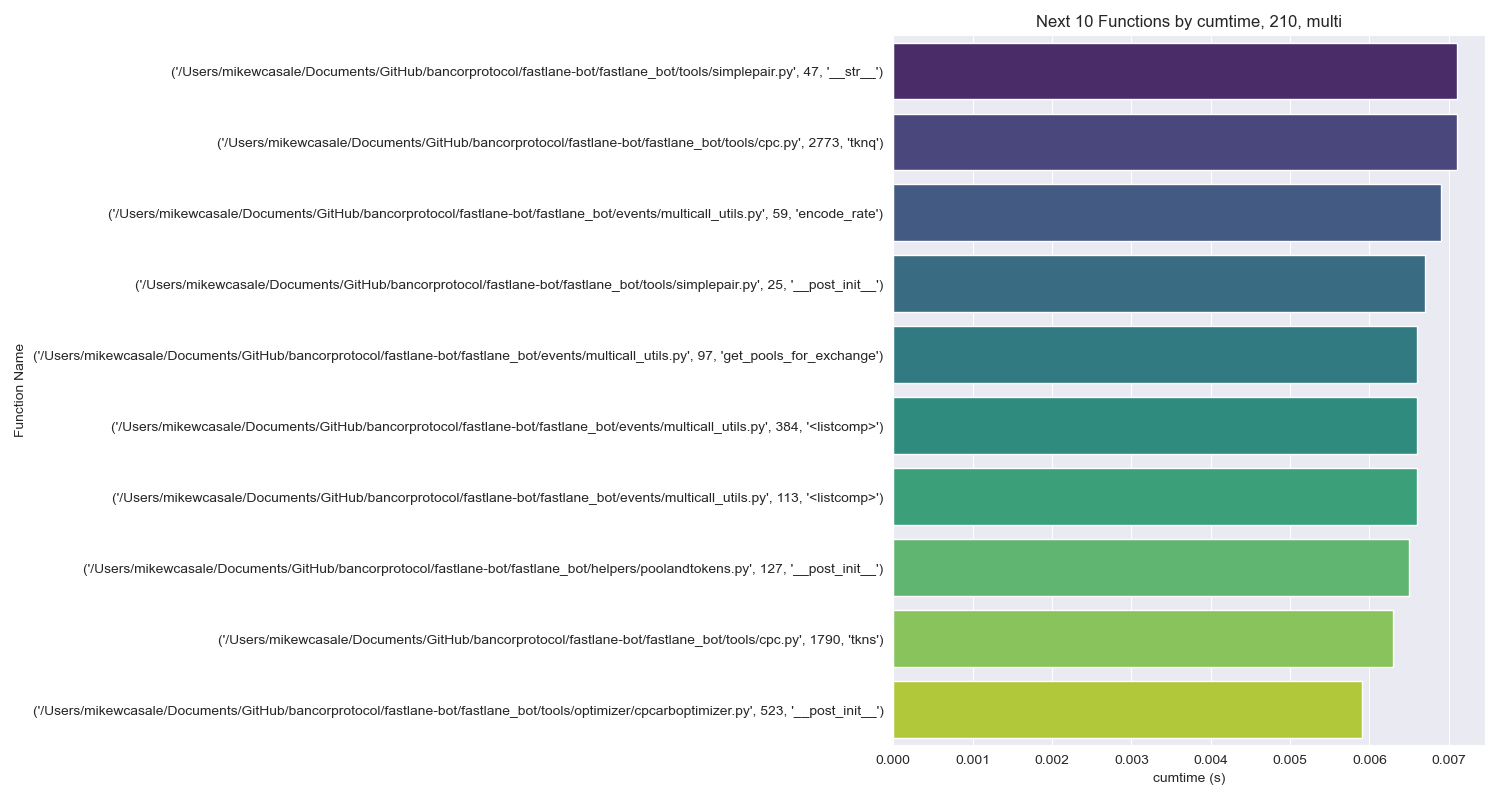 Next 10 Functions by cumtime, 210, multi
('/Users/mikewcasale/Documents/GitHub/bancorprotocol/fastlane-bot/fastlane_bot/tools/simplepair.py', 47, '__str__')
('/Users/mikewcasale/Documents/GitHub/bancorprotocol/fastlane-bot/fastlane_bot/tools/cpc.py', 2773, 'tknq')
('/Users/mikewcasale/Documents/GitHub/bancorprotocol/fastlane-bot/fastlane_bot/events/multicall_utils.py', 59, 'encode_rate')
('/Users/mikewcasale/Documents/GitHub/bancorprotocol/fastlane-bot/fastlane_bot/tools/simplepair.py', 25, '__post_init__')
('/Users/mikewcasale/Documents/GitHub/bancorprotocol/fastlane-bot/fastlane_bot/events/multicall_utils.py', 97, 'get_pools_for_exchange')
('/Users/mikewcasale/Documents/GitHub/bancorprotocol/fastlane-bot/fastlane_bot/events/multicall_utils.py', 384, '<listcomp>')
('/Users/mikewcasale/Documents/GitHub/bancorprotocol/fastlane-bot/fastlane_bot/events/multicall_utils.py', 113, '<listcomp>')
('/Users/mikewcasale/Documents/GitHub/bancorprotocol/fastlane-bot/fastlane_bot/helpers/poolandtokens.py', 127, '__post_init__')
('/Users/mikewcasale/Documents/GitHub/bancorprotocol/fastlane-bot/fastlane_bot/tools/cpc.py', 1790, 'tkns')
('/Users/mikewcasale/Documents/GitHub/bancorprotocol/fastlane-bot/fastlane_bot/tools/optimizer/cpcarboptimizer.py', 523, '__post_init__')
Function Name
0.000 0.001 0.002 0.003 0.004 0.005 0.006 0.007
cumtime (s)